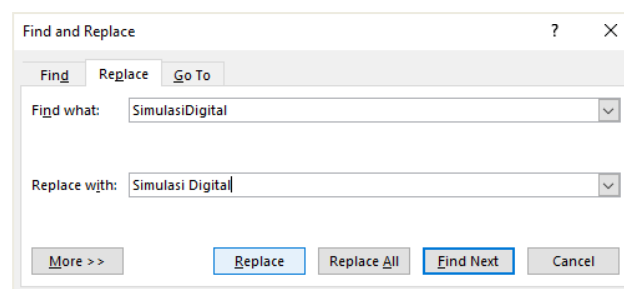 Find and Replace ? ×
Find Replace Go To
Find what: SimulasiDigital
Replace with: Simulasi Digital
More >> Replace Replace All Find Next Cancel